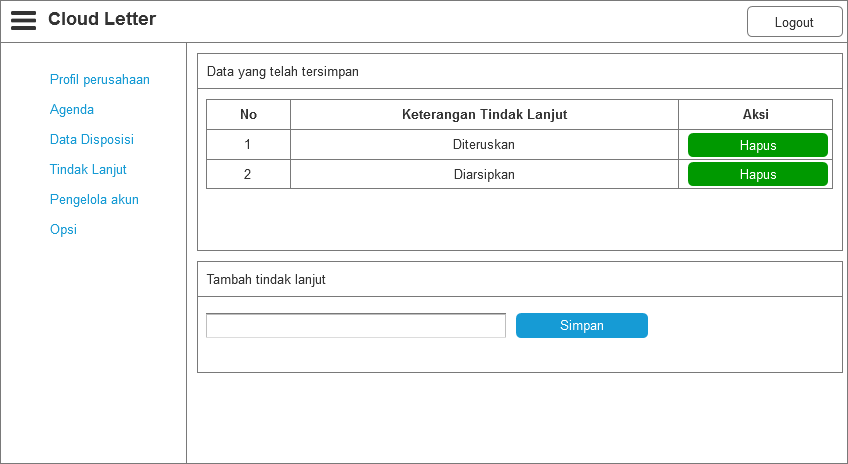 Cloud Letter
Logout
Profil perusahaan
Agenda
Data Disposisi
Tindak Lanjut
Pengelola akun
Opsi
Data yang telah tersimpan
No Keterangan Tindak Lanjut Aksi
1 Diteruskan Hapus
2 Diarsipkan Hapus
Tambah tindak lanjut
Simpan